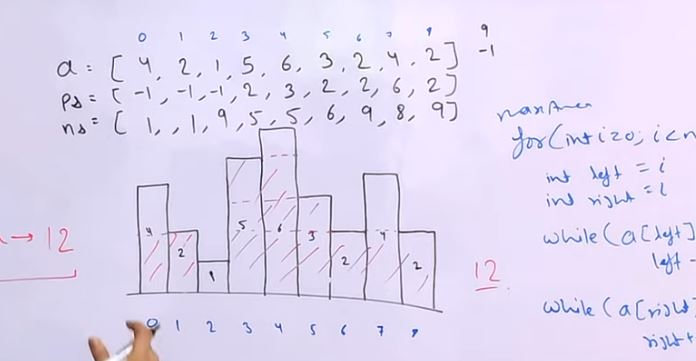 0 1 2 3 4 5 6 7 8 9
a = [ 4, 2, 1, 5, 6, 3, 2, 4, 2 ] -1
ps = [ -1, -1, -1, 2, 3, 2, 2, 6, 2 ]
ns = [ 1, , 1, 9, 5, 5, 6, 9, 8, 9 ]
maxArea
for(int i=0; i<n
int left = i
int right = i
while( a[left]
left -
while( a[right]
right +
→ 12
4 2 1 5 6 3 2 4 2
12
0 1 2 3 4 5 6 7 8